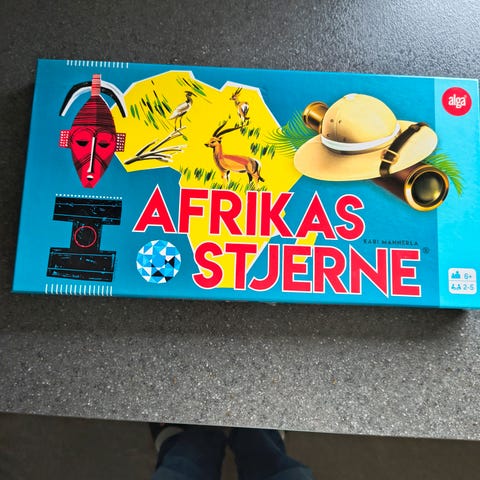 alga
AFRIKAS
KARI MANNERLA
STJERNE®
6+
2-5